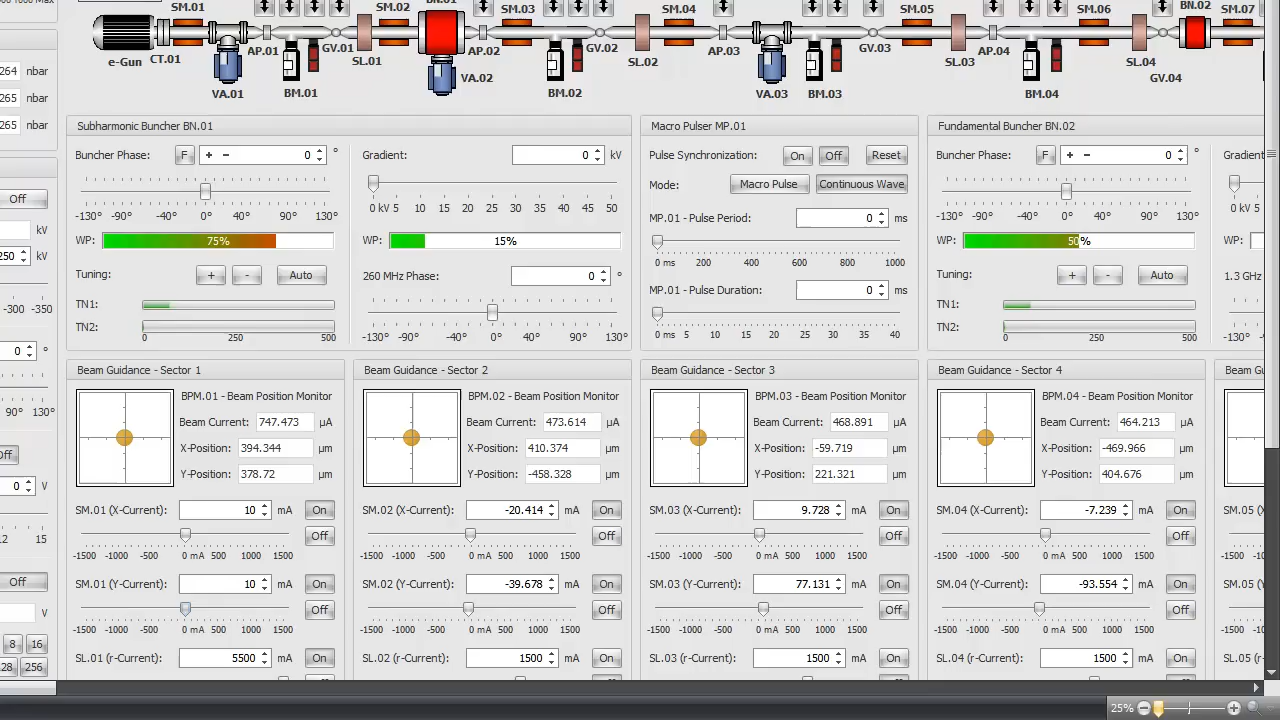 SM.01 SM.02 BN.01 SM.03 SM.04 SM.05 SM.06 BN.02 SM.07
e-Gun CT.01 AP.01 GV.01 SL.01 AP.02 GV.02 SL.02 AP.03 GV.03 SL.03 AP.04 SL.04 GV.04
VA.01 BM.01 VA.02 BM.02 VA.03 BM.03 BM.04
264 nbar
265 nbar
265 nbar
Off
kV
250 kV
-300 -350
0 °
90° 130°
Off
0 V
12 15
Off
V
8 16
128 256
Subharmonic Buncher BN.01
Buncher Phase: F + - 0 °
-130° -90° -40° 0° 40° 90° 130°
WP: 75%
Tuning: + - Auto
TN1:
TN2:
0 250 500
Gradient: 0 kV
0 kV 5 10 15 20 25 30 35 40 45 50
WP: 15%
260 MHz Phase: 0 °
-130° -90° -40° 0° 40° 90° 130°
Macro Pulser MP.01
Pulse Synchronization: On Off Reset
Mode: Macro Pulse Continuous Wave
MP.01 - Pulse Period: 0 ms
0 ms 200 400 600 800 1000
MP.01 - Pulse Duration: 0 ms
0 ms 5 10 15 20 25 30 35 40
Fundamental Buncher BN.02
Buncher Phase: F + - 0 °
-130° -90° -40° 0° 40° 90° 130°
WP: 50%
Tuning: + - Auto
TN1:
TN2:
0 250 500
Gradient
0 kV 5
WP:
1.3 GHz
-130°
Beam Guidance - Sector 1
BPM.01 - Beam Position Monitor
Beam Current: 747.473 µA
X-Position: 394.344 µm
Y-Position: 378.72 µm
SM.01 (X-Current): 10 mA On
Off
-1500 -1000 -500 0 mA 500 1000 1500
SM.01 (Y-Current): 10 mA On
Off
-1500 -1000 -500 0 mA 500 1000 1500
SL.01 (r-Current): 5500 mA On
Beam Guidance - Sector 2
BPM.02 - Beam Position Monitor
Beam Current: 473.614 µA
X-Position: 410.374 µm
Y-Position: -458.328 µm
SM.02 (X-Current): -20.414 mA On
Off
-1500 -1000 -500 0 mA 500 1000 1500
SM.02 (Y-Current): -39.678 mA On
Off
-1500 -1000 -500 0 mA 500 1000 1500
SL.02 (r-Current): 1500 mA On
Beam Guidance - Sector 3
BPM.03 - Beam Position Monitor
Beam Current: 468.891 µA
X-Position: -59.719 µm
Y-Position: 221.321 µm
SM.03 (X-Current): 9.728 mA On
Off
-1500 -1000 -500 0 mA 500 1000 1500
SM.03 (Y-Current): 77.131 mA On
Off
-1500 -1000 -500 0 mA 500 1000 1500
SL.03 (r-Current): 1500 mA On
Beam Guidance - Sector 4
BPM.04 - Beam Position Monitor
Beam Current: 464.213 µA
X-Position: -469.966 µm
Y-Position: 404.676 µm
SM.04 (X-Current): -7.239 mA On
Off
-1500 -1000 -500 0 mA 500 1000 1500
SM.04 (Y-Current): -93.554 mA On
Off
-1500 -1000 -500 0 mA 500 1000 1500
SL.04 (r-Current): 1500 mA On
Beam Gu
SM.05 (X
-1500
SM.05 (Y
-1500
SL.05 (r-
25%